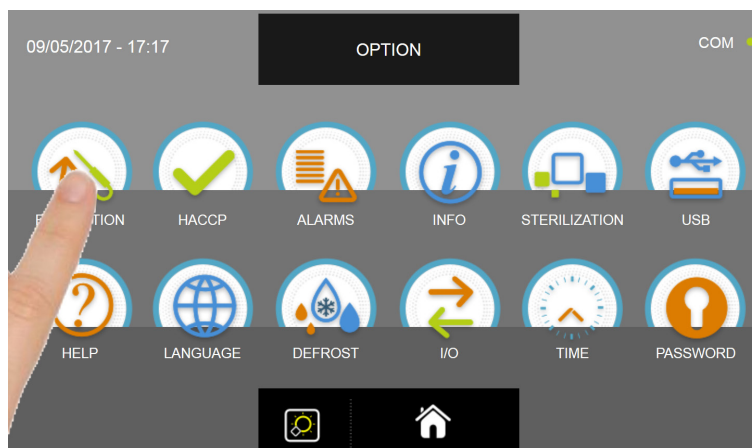 09/05/2017 - 17:17
OPTION
COM
HACCP
ALARMS
INFO
STERILIZATION
USB
HELP
LANGUAGE
DEFROST
I/O
TIME
PASSWORD